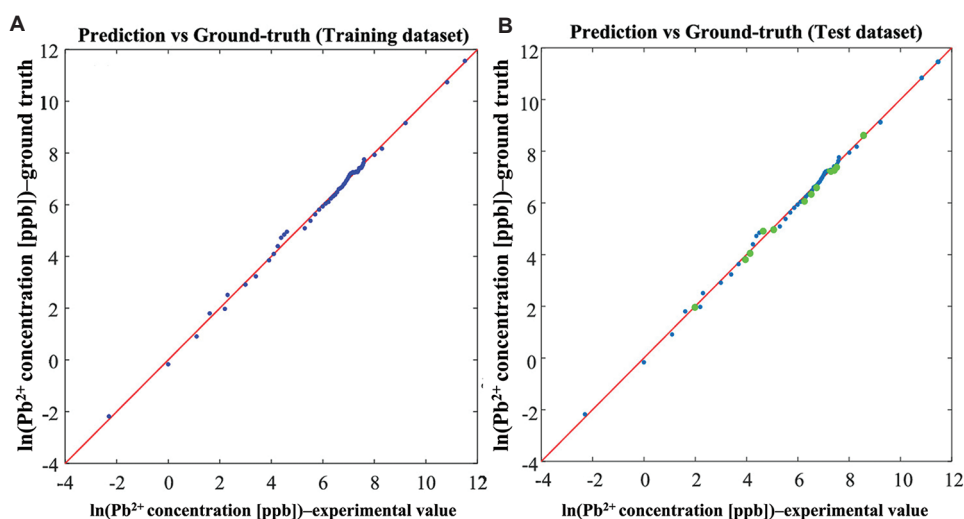 A
Prediction vs Ground-truth (Training dataset)
ln(Pb²⁺ concentration [ppb])–ground truth
12
10
8
6
4
2
0
-2
-4
-4 -2 0 2 4 6 8 10 12
ln(Pb²⁺ concentration [ppb])–experimental value
B
Prediction vs Ground-truth (Test dataset)
ln(Pb²⁺ concentration [ppb])–ground truth
12
10
8
6
4
2
0
-2
-4
-4 -2 0 2 4 6 8 10 12
ln(Pb²⁺ concentration [ppb])–experimental value